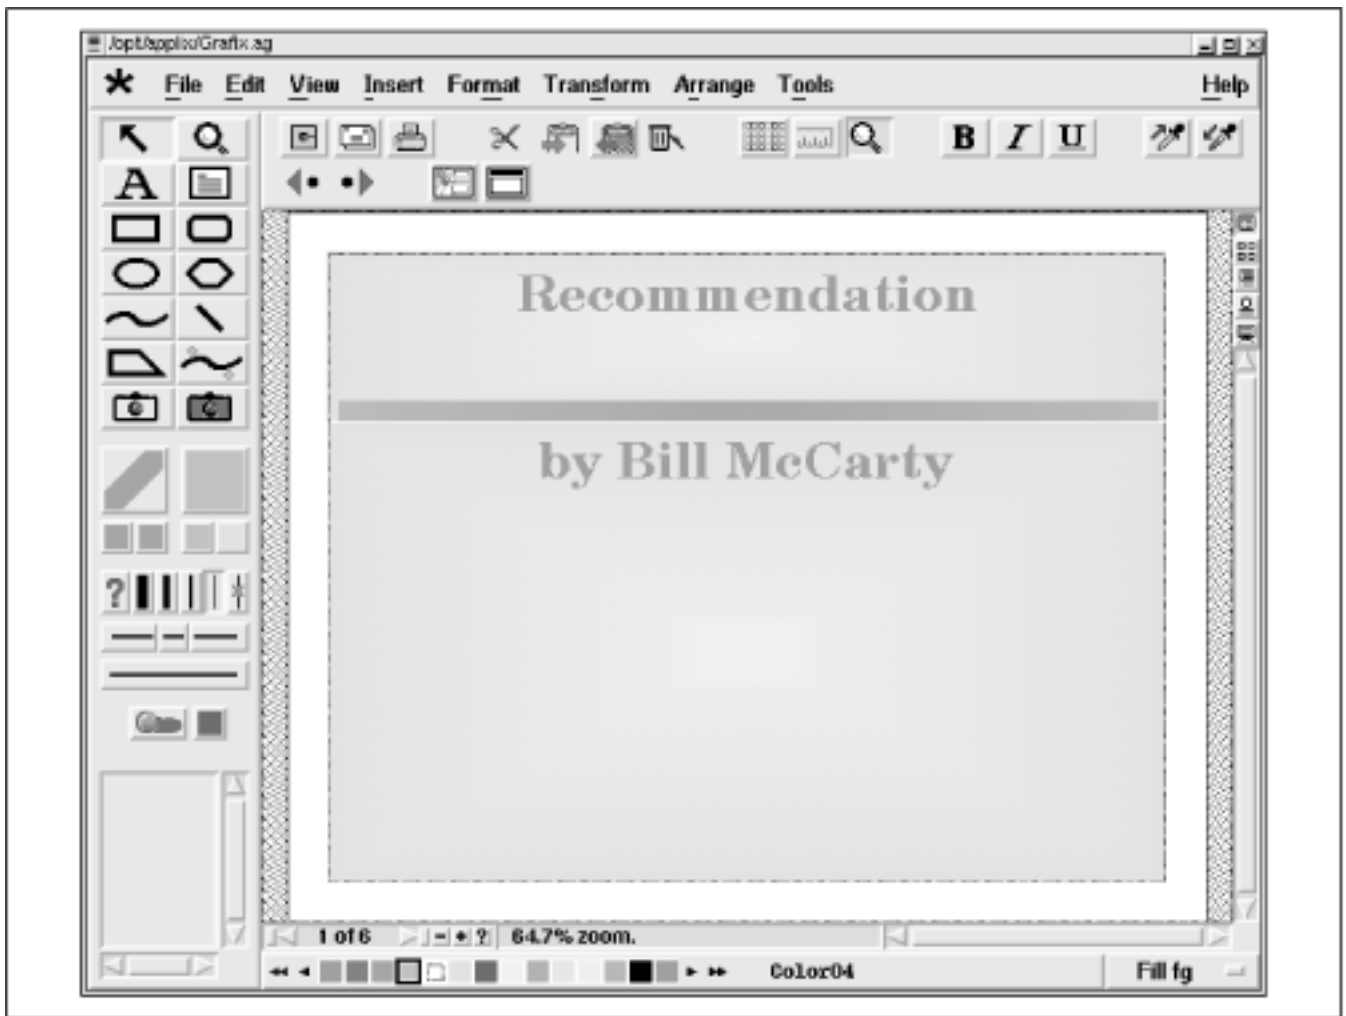 /opt/applix/Grafix.ag
* File Edit View Insert Format Transform Arrange Tools Help
B I U
A
Recommendation
by Bill McCarty
?
1 of 6 - + ? 64.7% zoom.
Color04 Fill fg